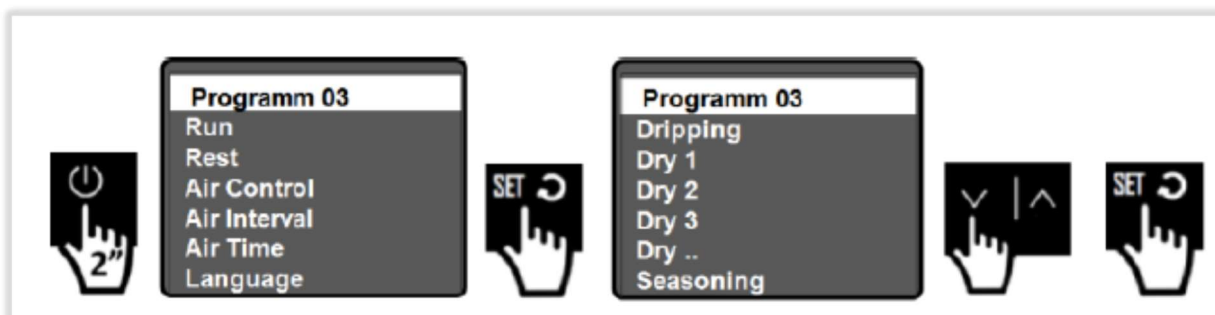 2”
Programm 03
Run
Rest
Air Control
Air Interval
Air Time
Language
SET
Programm 03
Dripping
Dry 1
Dry 2
Dry 3
Dry ..
Seasoning
SET